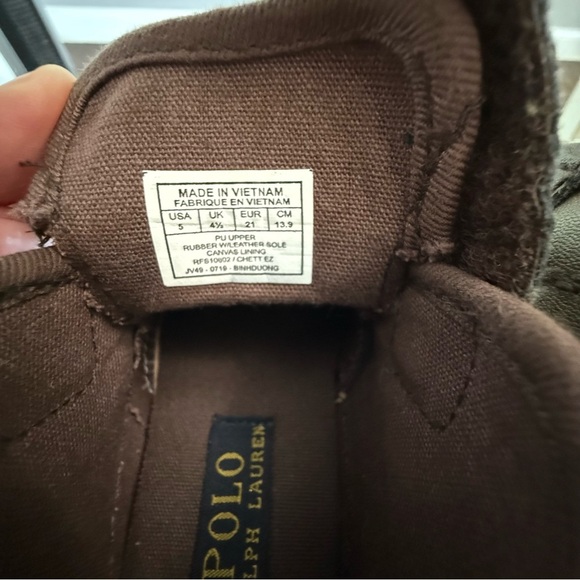 MADE IN VIETNAM
FABRIQUE EN VIETNAM
USA UK EUR CM
5 4½ 21 13.9
PU UPPER
RUBBER W/LEATHER SOLE
CANVAS LINING
RF510002 / CHETT EZ
JV49 - 0719 - BINHDUONG
POLO
LPH LAUREN